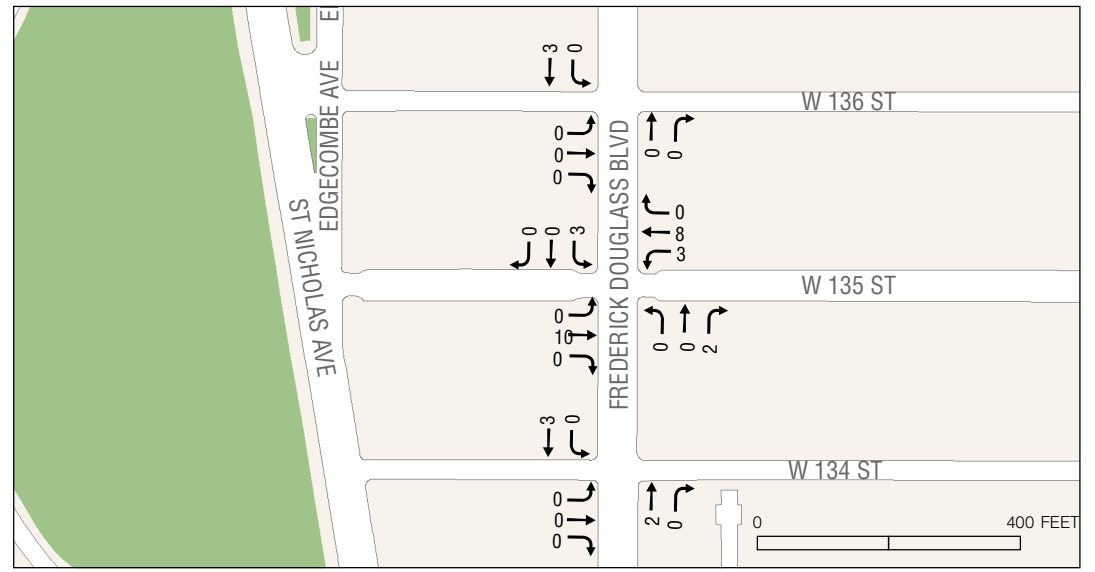 E
3 0
W 136 ST
EDGECOMBE AVE
0
0
0
0 0
FREDERICK DOUGLASS BLVD
ST NICHOLAS AVE
0
8
3
0 0 3
W 135 ST
0
10
0
0 0 2
3 0
W 134 ST
0
0
0
2 0
0 400 FEET